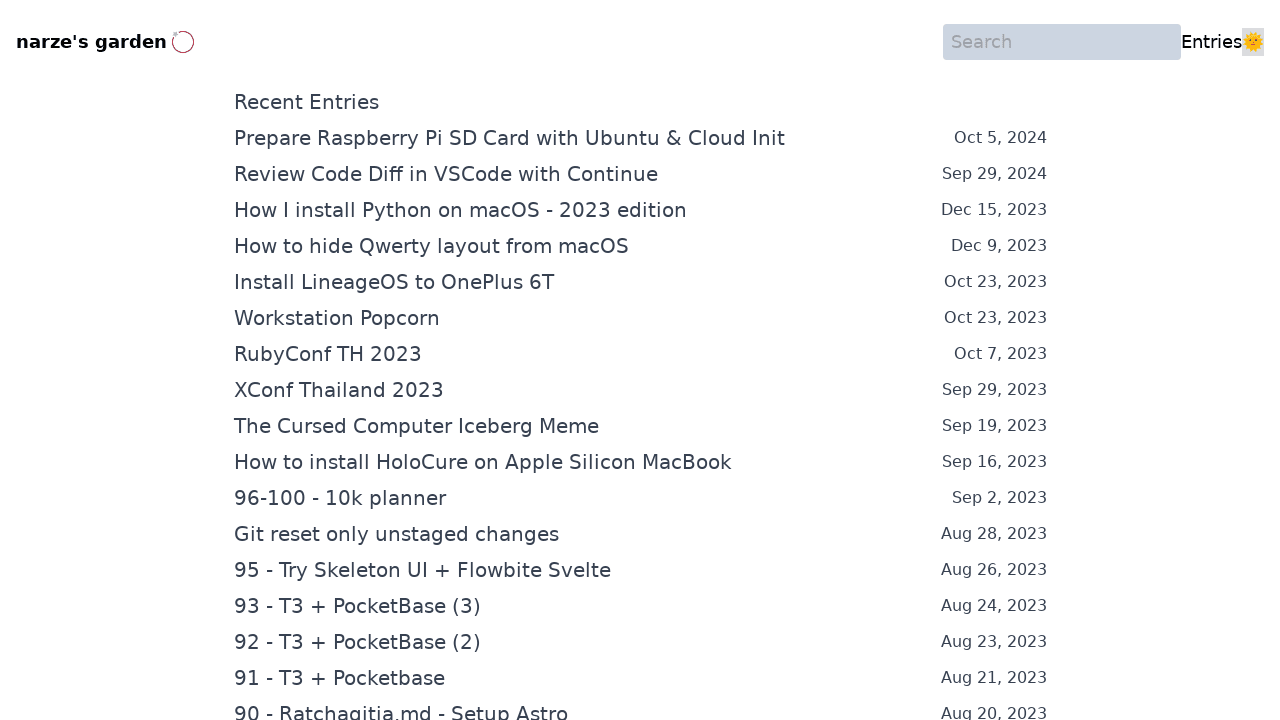 narze's garden
Search
Entries🌞
Recent Entries
Prepare Raspberry Pi SD Card with Ubuntu & Cloud Init Oct 5, 2024
Review Code Diff in VSCode with Continue Sep 29, 2024
How I install Python on macOS - 2023 edition Dec 15, 2023
How to hide Qwerty layout from macOS Dec 9, 2023
Install LineageOS to OnePlus 6T Oct 23, 2023
Workstation Popcorn Oct 23, 2023
RubyConf TH 2023 Oct 7, 2023
XConf Thailand 2023 Sep 29, 2023
The Cursed Computer Iceberg Meme Sep 19, 2023
How to install HoloCure on Apple Silicon MacBook Sep 16, 2023
96-100 - 10k planner Sep 2, 2023
Git reset only unstaged changes Aug 28, 2023
95 - Try Skeleton UI + Flowbite Svelte Aug 26, 2023
93 - T3 + PocketBase (3) Aug 24, 2023
92 - T3 + PocketBase (2) Aug 23, 2023
91 - T3 + Pocketbase Aug 21, 2023
90 - Ratchagitja.md - Setup Astro Aug 20, 2023